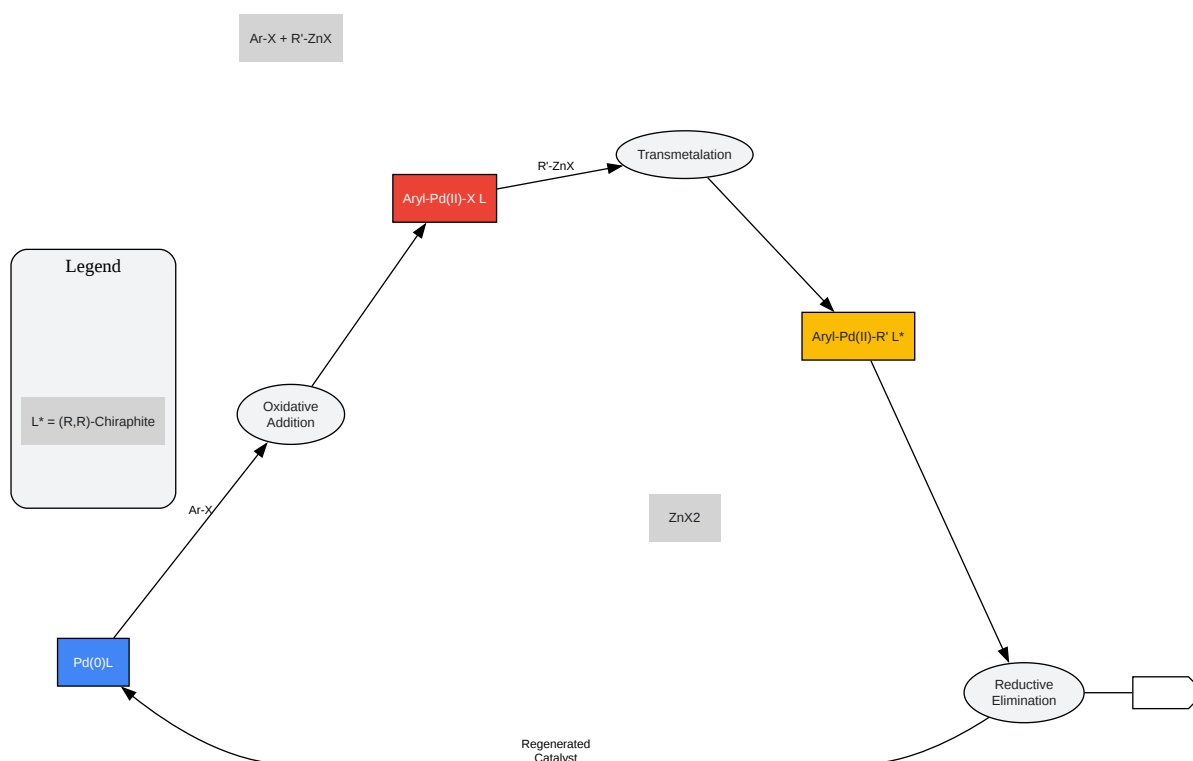 Ar-X + R'-ZnX
Transmetalation
R'-ZnX
Aryl-Pd(II)-X L
Legend
Aryl-Pd(II)-R' L*
Oxidative
Addition
L* = (R,R)-Chiraphite
Ar-X
ZnX2
Pd(0)L
Reductive
Elimination
Regenerated
Catalyst